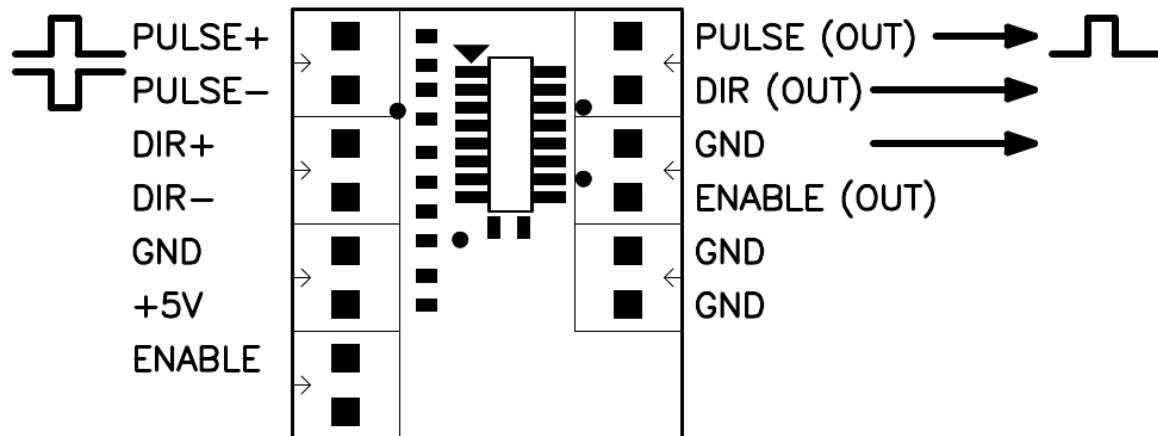 PULSE+
PULSE-
DIR+
DIR-
GND
+5V
ENABLE
PULSE (OUT)
DIR (OUT)
GND
ENABLE (OUT)
GND
GND